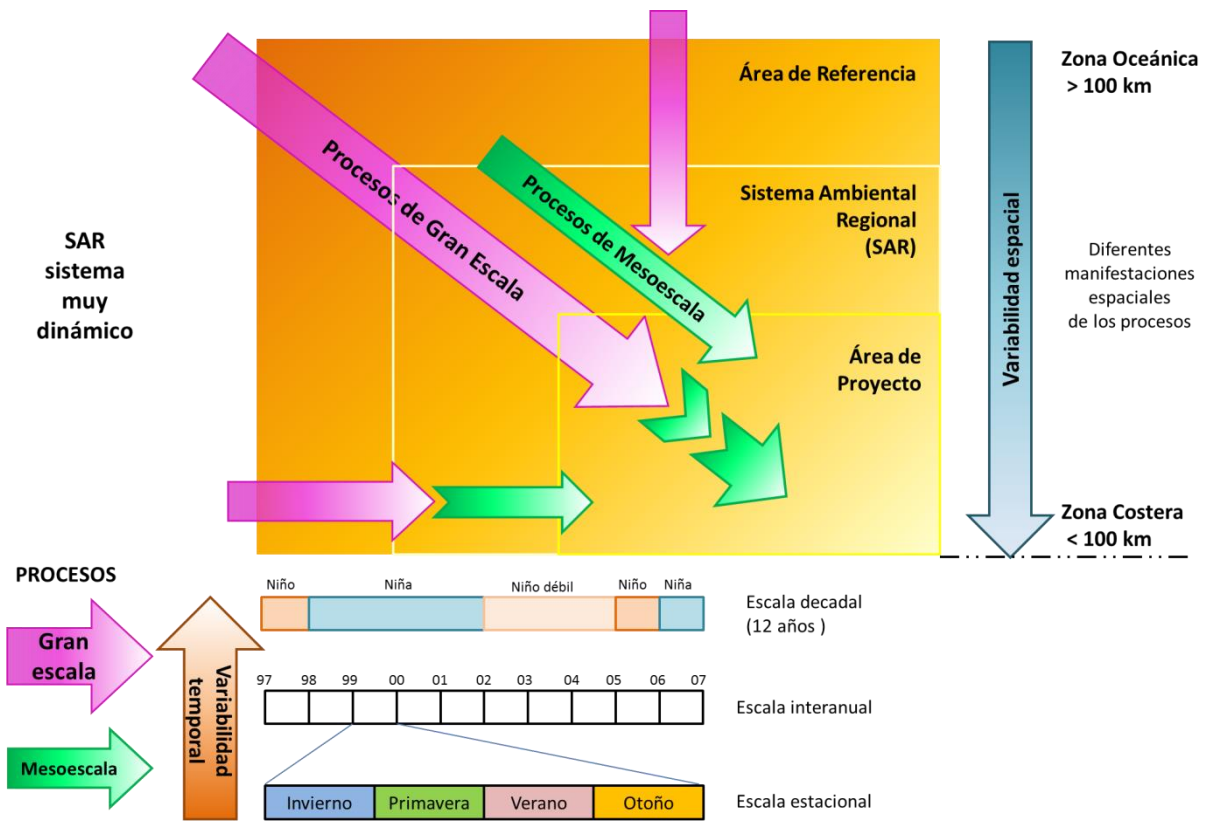 Zona Oceánica
> 100 km
Área de Referencia
Procesos de Gran Escala
Procesos de Mesoescala
Sistema Ambiental
Regional
(SAR)
SAR
sistema
muy
dinámico
Variabilidad espacial
Diferentes
manifestaciones
espaciales
de los procesos
Área de
Proyecto
Zona Costera
< 100 km
PROCESOS
Gran
escala
Mesoescala
Variabilidad
temporal
Niño
Niña
Niño débil
Niño
Niña
Escala decadal
(12 años )
97 98 99 00 01 02 03 04 05 06 07
Escala interanual
Invierno Primavera Verano Otoño
Escala estacional